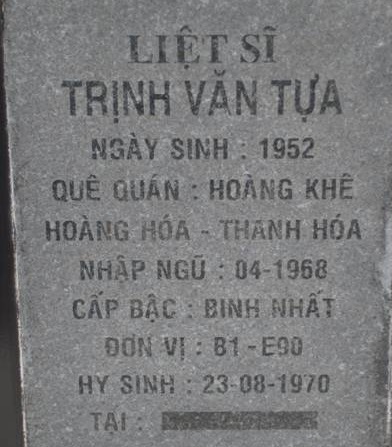 LIỆT SĨ
TRỊNH VĂN TỰA
NGÀY SINH : 1952
QUÊ QUÁN : HOÀNG KHÊ
HOÀNG HÓA - THANH HÓA
NHẬP NGŨ : 04-1968
CẤP BẬC : BINH NHẤT
ĐƠN VỊ : B1-E90
HY SINH : 23-08-1970
TẠI :